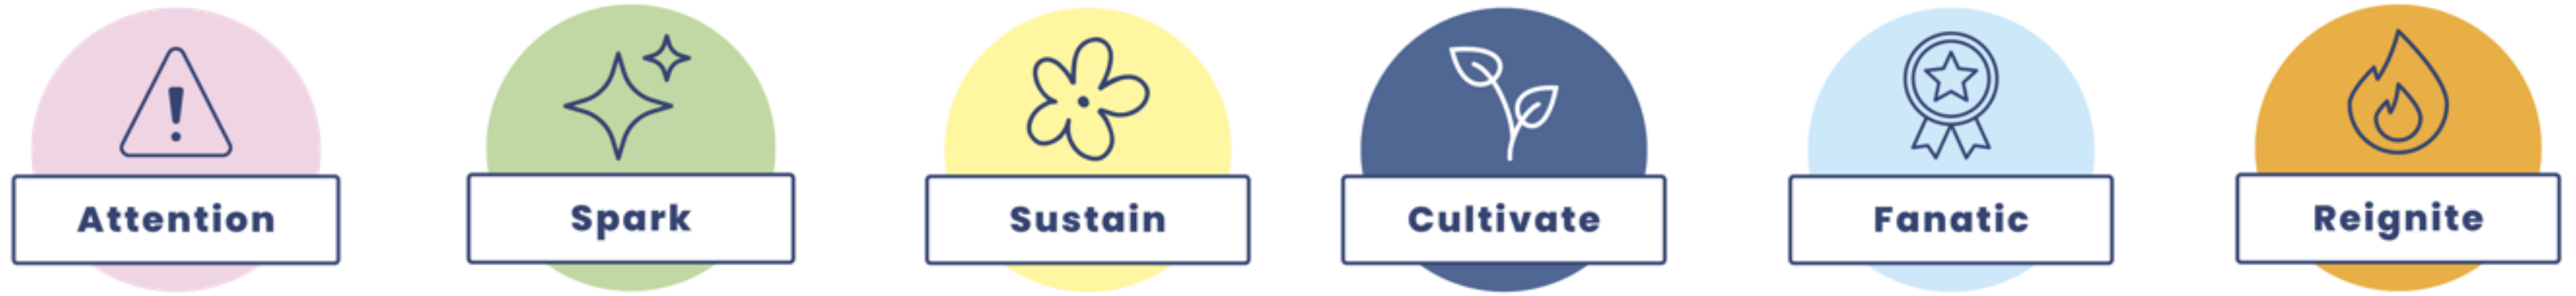 Attention
Spark
Sustain
Cultivate
Fanatic
Reignite